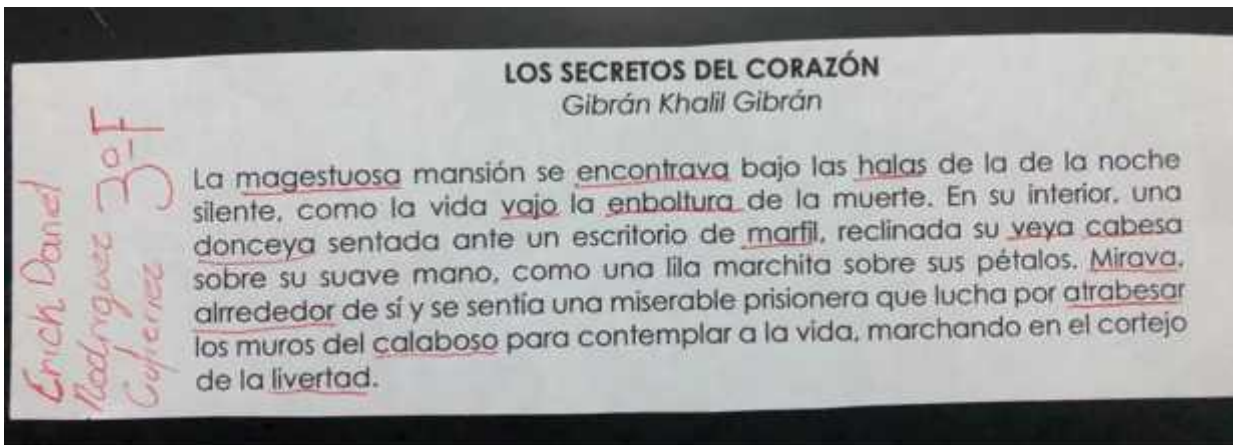 LOS SECRETOS DEL CORAZÓN
Gibrán Khalil Gibrán
La magestuosa mansión se encontrava bajo las halas de la de la noche
silente, como la vida vajo la enboltura de la muerte. En su interior, una
donceya sentada ante un escritorio de marfil, reclinada su veya cabesa
sobre su suave mano, como una lila marchita sobre sus pétalos. Mirava,
alrrededor de sí y se sentía una miserable prisionera que lucha por atrabesar
los muros del calaboso para contemplar a la vida, marchando en el cortejo
de la livertad.
Erich Daniel
Rodriguez 3º F